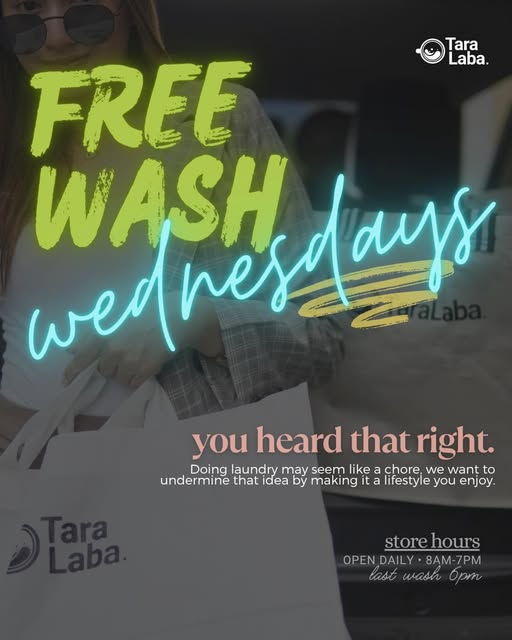 Tara
Laba.
FREE
WASH
wednesdays
TaraLaba.
you heard that right.
Doing laundry may seem like a chore, we want to
undermine that idea by making it a lifestyle you enjoy.
Tara
Laba.
store hours
OPEN DAILY • 8AM-7PM
last wash 6pm